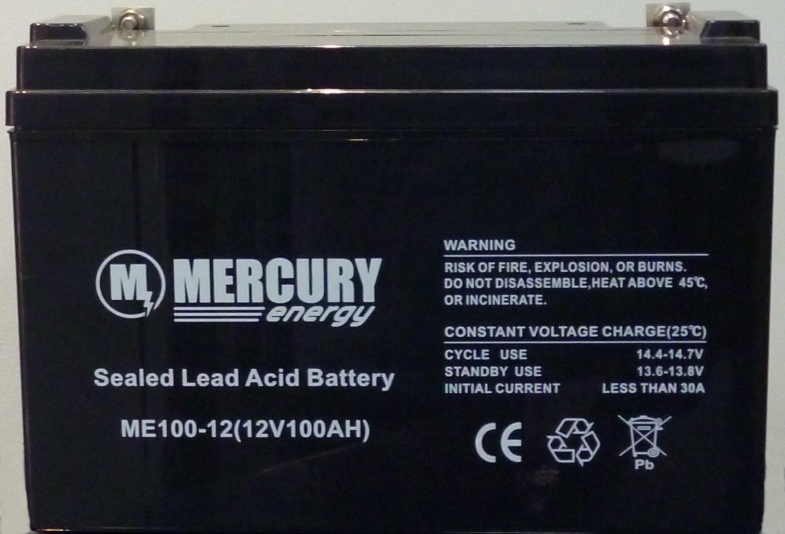 M
MERCURY
energy
Sealed Lead Acid Battery
ME100-12(12V100AH)
WARNING
RISK OF FIRE, EXPLOSION, OR BURNS.
DO NOT DISASSEMBLE,HEAT ABOVE 45℃,
OR INCINERATE.
CONSTANT VOLTAGE CHARGE(25℃)
CYCLE USE 14.4-14.7V
STANDBY USE 13.6-13.8V
INITIAL CURRENT LESS THAN 30A
CE
Pb